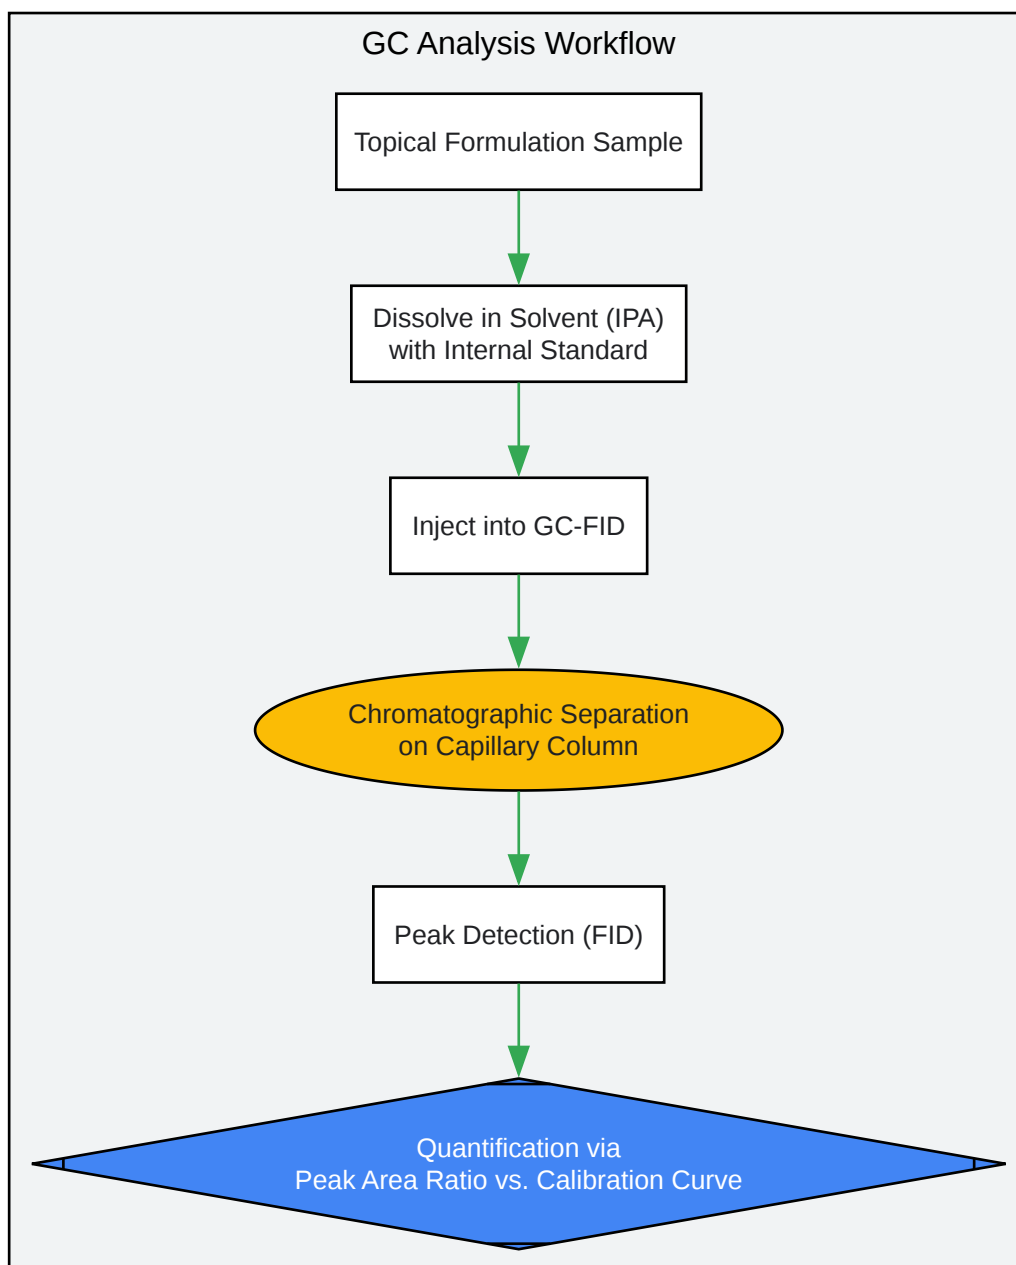 GC Analysis Workflow
Topical Formulation Sample
Dissolve in Solvent (IPA)
with Internal Standard
Inject into GC-FID
Chromatographic Separation
on Capillary Column
Peak Detection (FID)
Quantification via
Peak Area Ratio vs. Calibration Curve